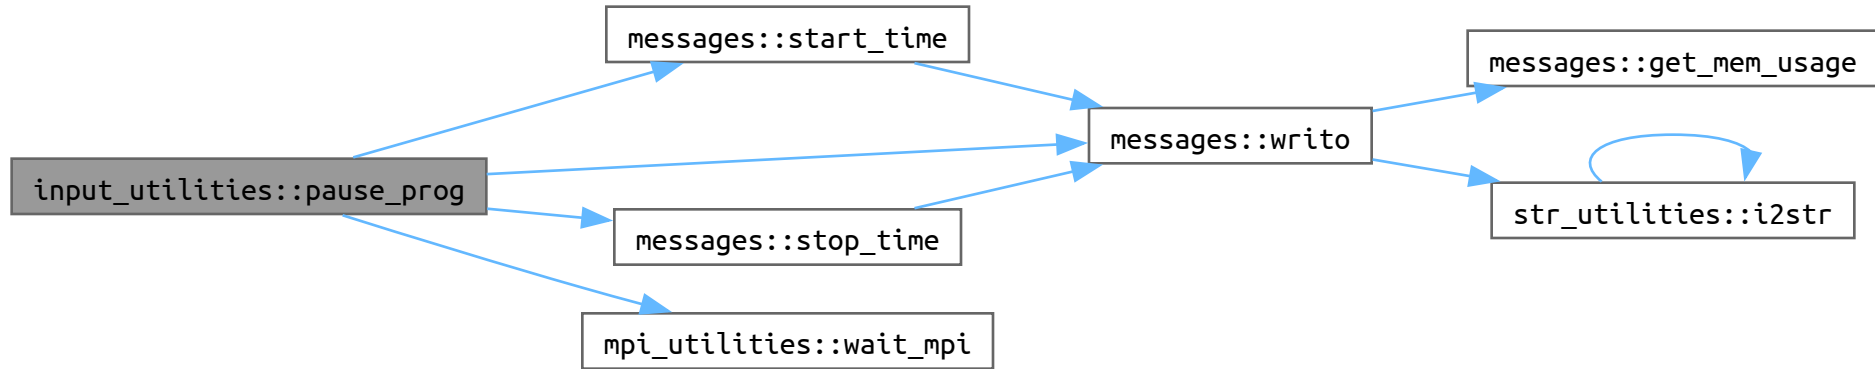 messages::start_time
messages::get_mem_usage
messages::writo
input_utilities::pause_prog
str_utilities::i2str
messages::stop_time
mpi_utilities::wait_mpi